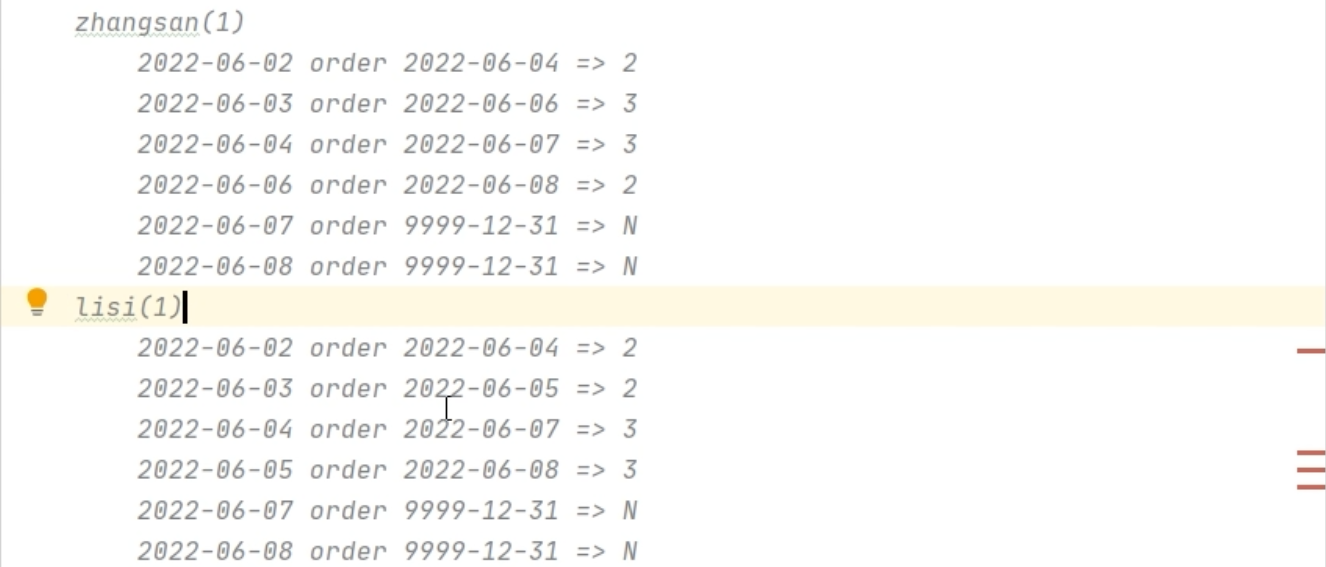 zhangsan(1)
2022-06-02 order 2022-06-04 => 2
2022-06-03 order 2022-06-06 => 3
2022-06-04 order 2022-06-07 => 3
2022-06-06 order 2022-06-08 => 2
2022-06-07 order 9999-12-31 => N
2022-06-08 order 9999-12-31 => N
lisi(1)
2022-06-02 order 2022-06-04 => 2
2022-06-03 order 2022-06-05 => 2
2022-06-04 order 2022-06-07 => 3
2022-06-05 order 2022-06-08 => 3
2022-06-07 order 9999-12-31 => N
2022-06-08 order 9999-12-31 => N